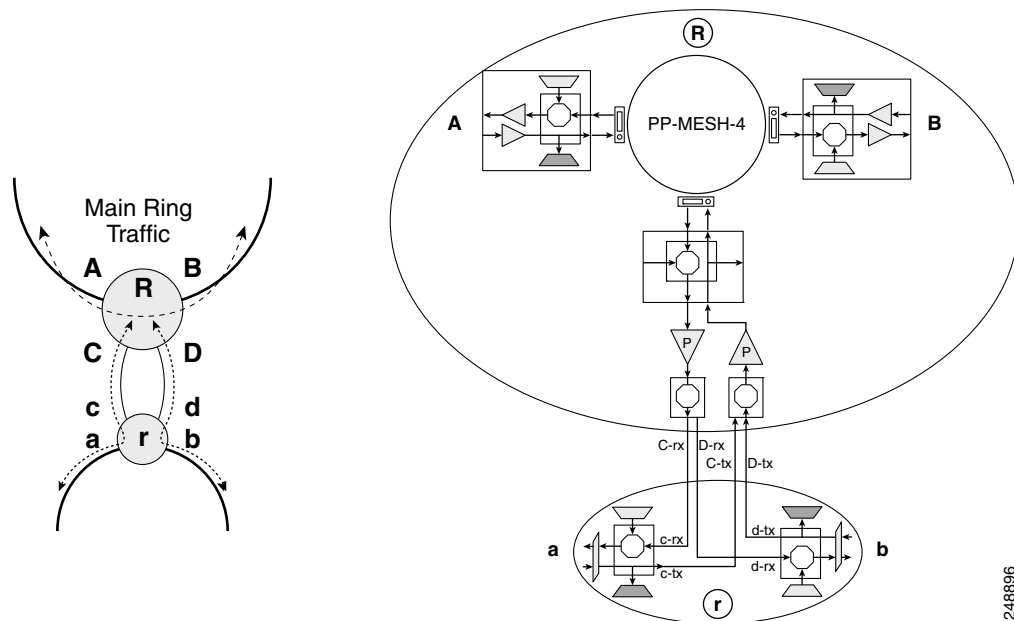 Main Ring
Traffic
A
B
R
C
D
c
d
a
r
b
R
A
PP-MESH-4
B
P
P
C-rx
D-rx
C-tx
D-tx
a
c-rx
c-tx
d-tx
d-rx
b
r
248896